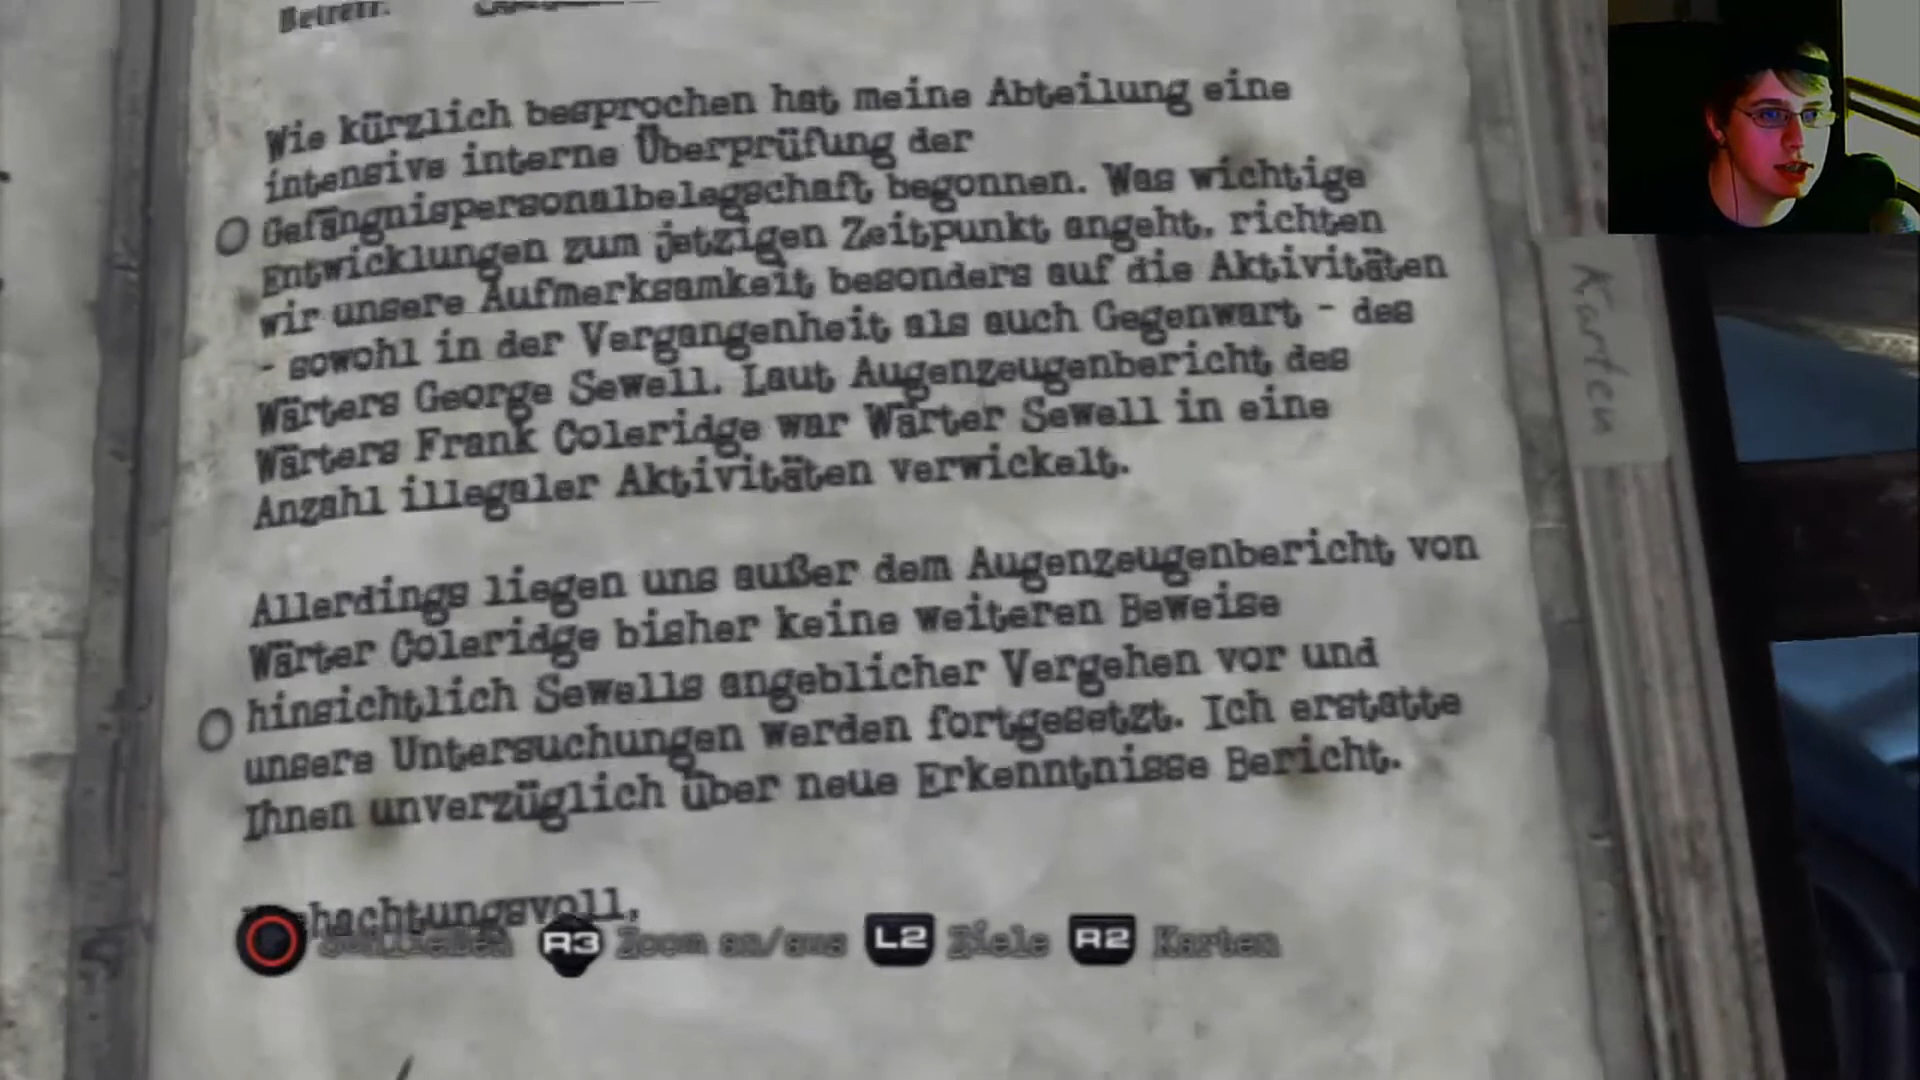 Betreff:
Wie kürzlich besprochen hat meine Abteilung eine
intensive interne Überprüfung der
Gefängnispersonalbelegschaft begonnen. Was wichtige
Entwicklungen zum jetzigen Zeitpunkt angeht, richten
wir unsere Aufmerksamkeit besonders auf die Aktivitäten
- sowohl in der Vergangenheit als auch Gegenwart - des
Wärters George Sewell. Laut Augenzeugenbericht des
Wärters Frank Coleridge war Wärter Sewell in eine
Anzahl illegaler Aktivitäten verwickelt.
Allerdings liegen uns außer dem Augenzeugenbericht von
Wärter Coleridge bisher keine weiteren Beweise
hinsichtlich Sewells angeblicher Vergehen vor und
unsere Untersuchungen werden fortgesetzt. Ich erstatte
Ihnen unverzüglich über neue Erkenntnisse Bericht.
hachtungsvoll,
Schließen R3 Zoom an/aus L2 Ziele R2 Karten
Karten